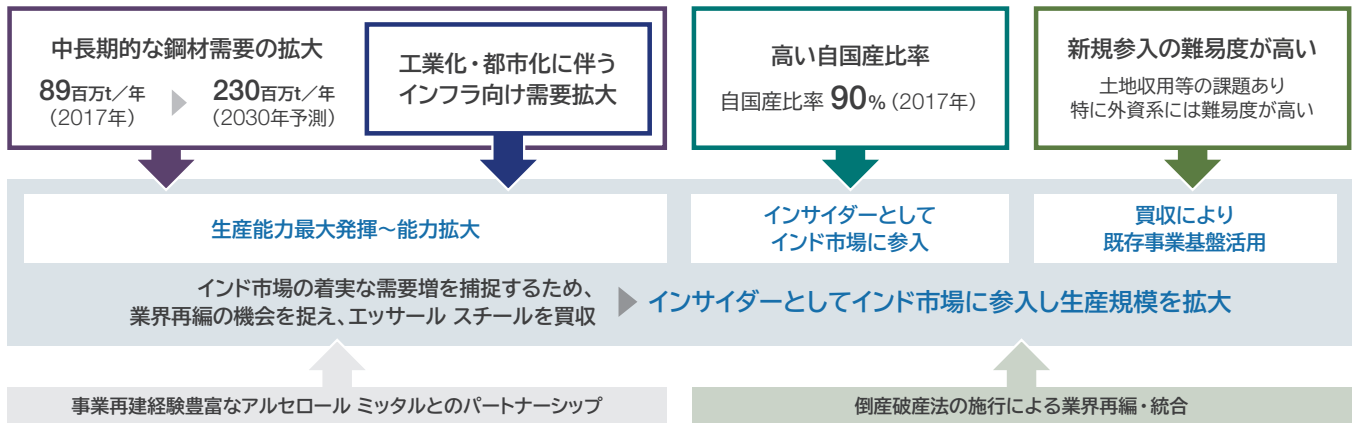 中長期的な鋼材需要の拡大
89百万t／年
（2017年）
230百万t／年
（2030年予測）
工業化・都市化に伴う
インフラ向け需要拡大
高い自国産比率
自国産比率 90%（2017年）
新規参入の難易度が高い
土地収用等の課題あり
特に外資系には難易度が高い
生産能力最大発揮～能力拡大
インサイダーとして
インド市場に参入
買収により
既存事業基盤活用
インド市場の着実な需要増を捕捉するため、
業界再編の機会を捉え、エッサール スチールを買収
インサイダーとしてインド市場に参入し生産規模を拡大
事業再建経験豊富なアルセロール ミッタルとのパートナーシップ
倒産破産法の施行による業界再編・統合